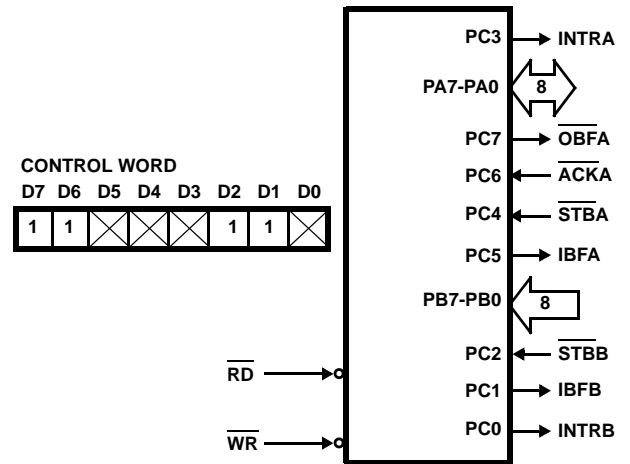 PC3 INTRA
PA7-PA0 8
PC7 OBFA
CONTROL WORD
D7 D6 D5 D4 D3 D2 D1 D0
1 1 1 1
PC6 ACKA
PC4 STBA
PC5 IBFA
PB7-PB0 8
PC2 STBB
RD
PC1 IBFB
PC0 INTRB
WR